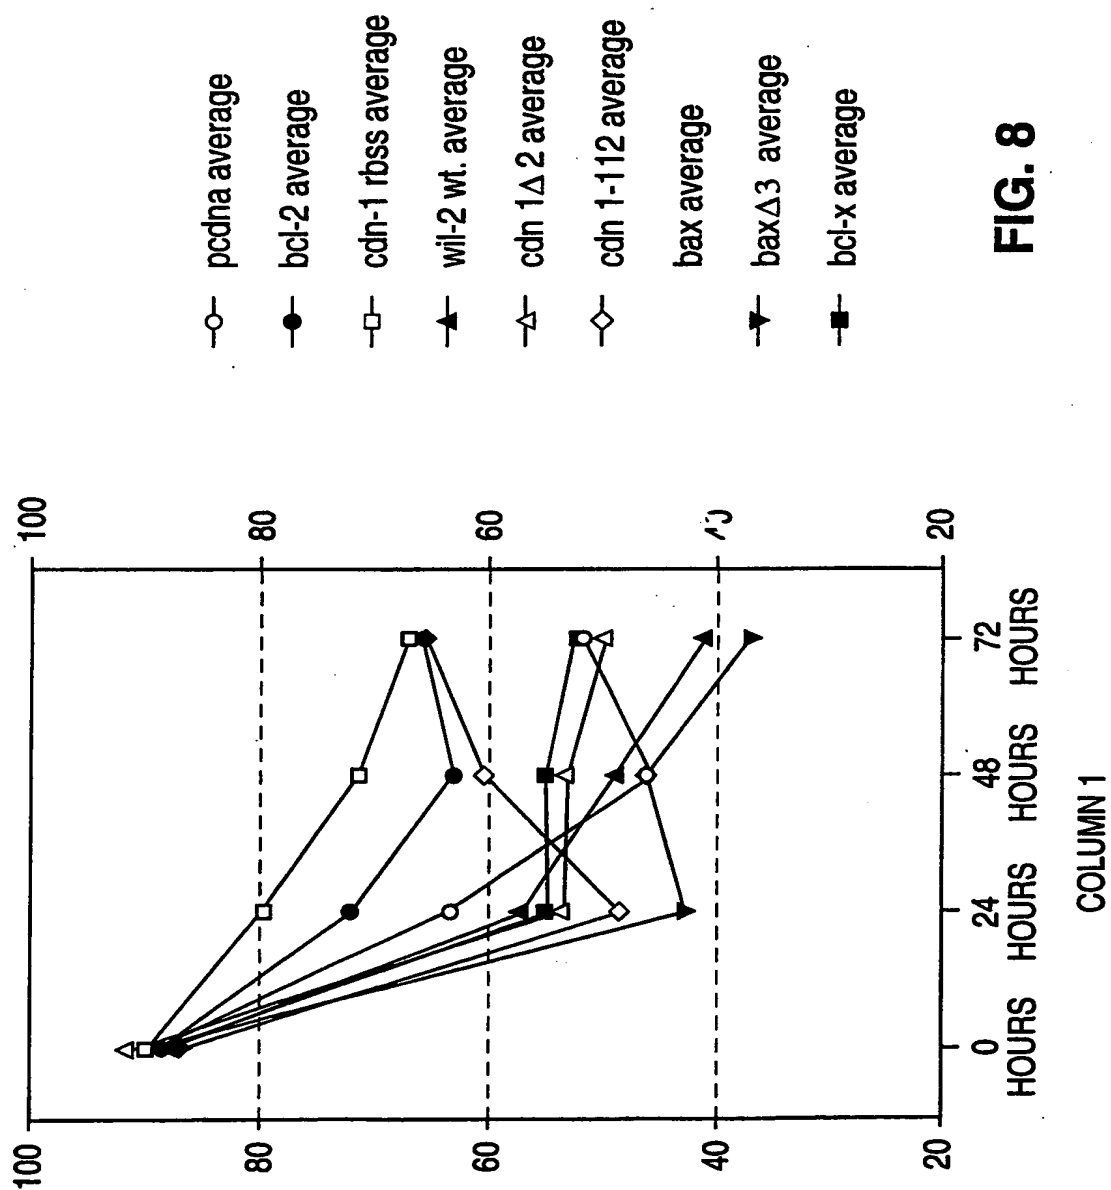 100
80
60
40
20
100
80
60
20
0
HOURS
24
HOURS
48
HOURS
72
HOURS
COLUMN 1
pcdna average
bcl-2 average
cdn-1 rbss average
wil-2 wt. average
cdn 1Δ2 average
cdn 1-112 average
bax average
baxΔ3 average
bcl-x average
FIG. 8